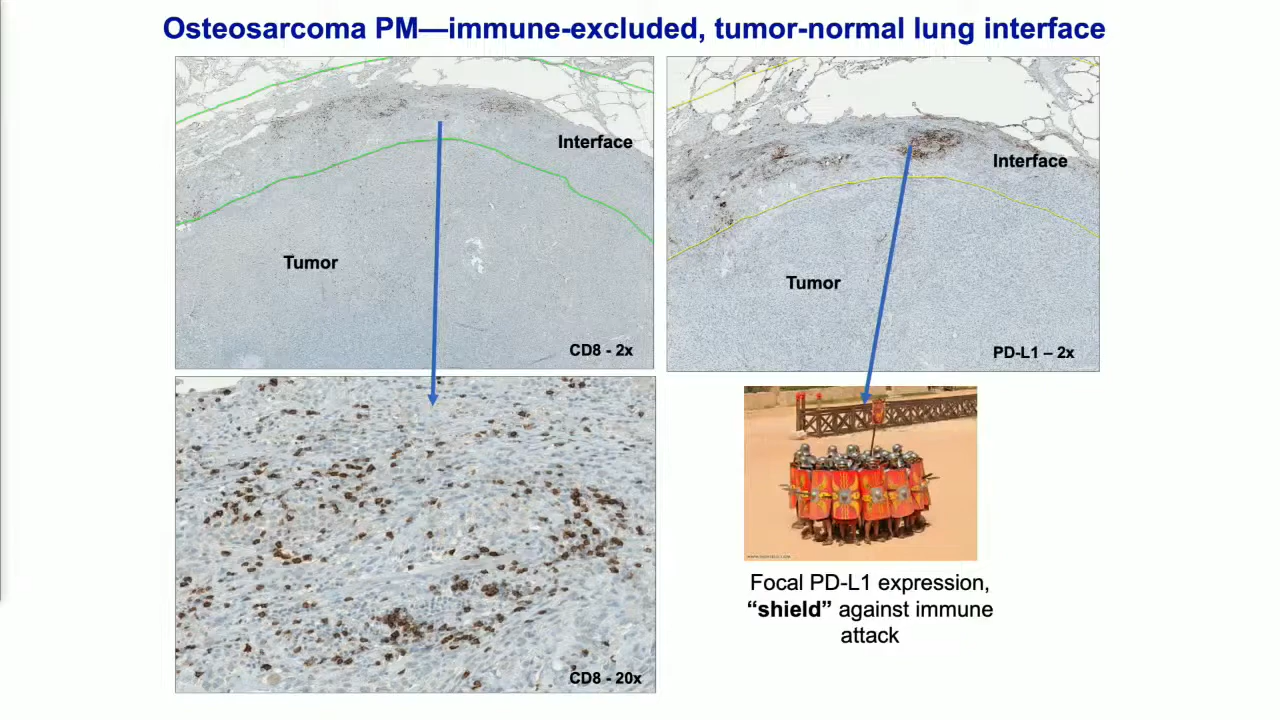 Osteosarcoma PM—immune-excluded, tumor-normal lung interface
Interface
Tumor
CD8 - 2x
Interface
Tumor
PD-L1 – 2x
CD8 - 20x
Focal PD-L1 expression,
“shield” against immune
attack